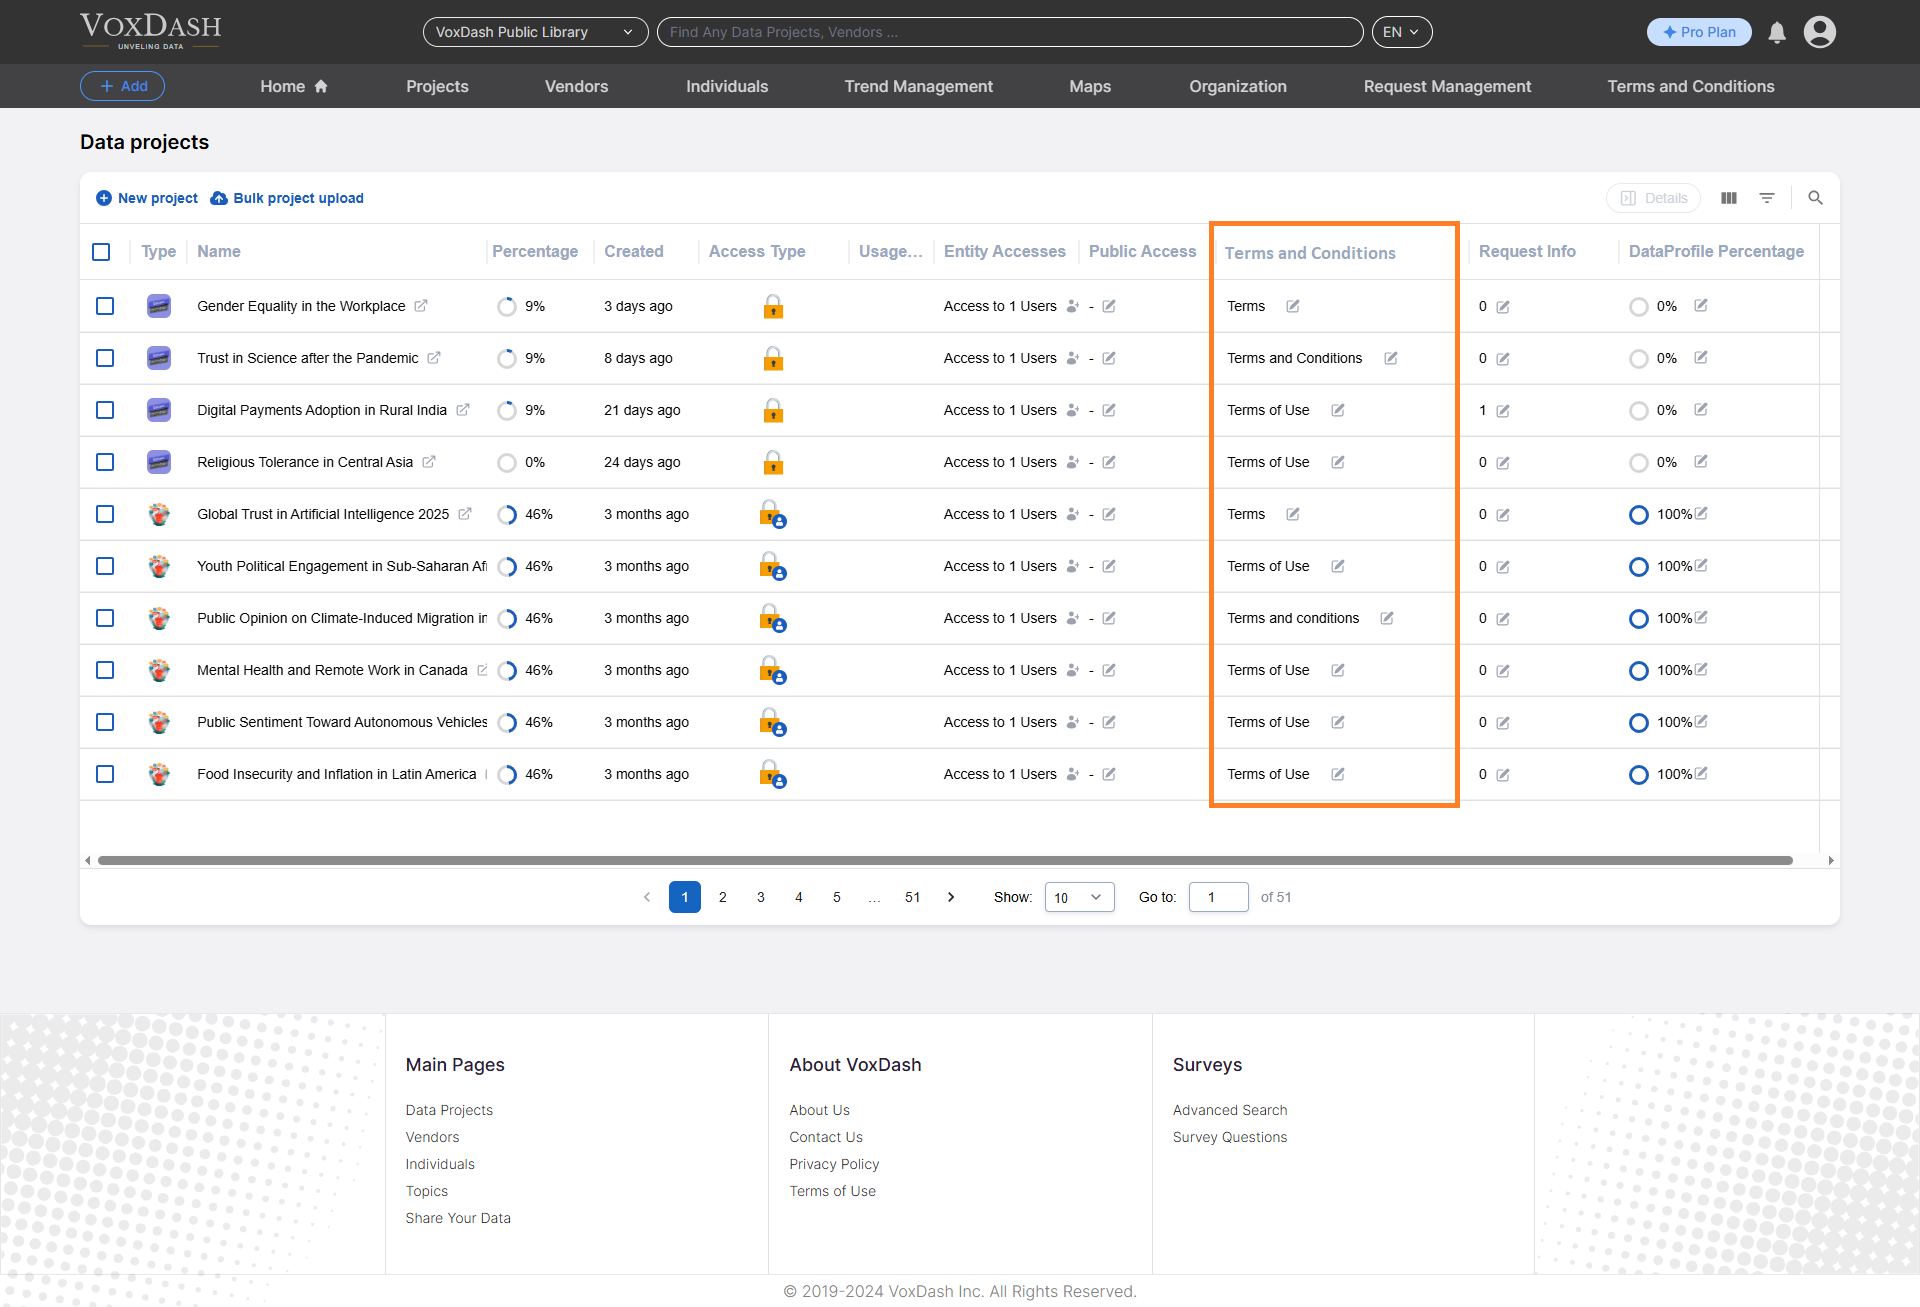 VOXDASH
UNVELING DATA
VoxDash Public Library
Find Any Data Projects, Vendors ...
EN
Pro Plan
+ Add
Home
Projects
Vendors
Individuals
Trend Management
Maps
Organization
Request Management
Terms and Conditions
Data projects
New project
Bulk project upload
Details
Type Name Percentage Created Access Type Usage... Entity Accesses Public Access Terms and Conditions Request Info DataProfile Percentage
Gender Equality in the Workplace 9% 3 days ago Access to 1 Users - Terms 0 0%
Trust in Science after the Pandemic 9% 8 days ago Access to 1 Users - Terms and Conditions 0 0%
Digital Payments Adoption in Rural India 9% 21 days ago Access to 1 Users - Terms of Use 1 0%
Religious Tolerance in Central Asia 0% 24 days ago Access to 1 Users - Terms of Use 0 0%
Global Trust in Artificial Intelligence 2025 46% 3 months ago Access to 1 Users - Terms 0 100%
Youth Political Engagement in Sub-Saharan Af 46% 3 months ago Access to 1 Users - Terms of Use 0 100%
Public Opinion on Climate-Induced Migration in 46% 3 months ago Access to 1 Users - Terms and conditions 0 100%
Mental Health and Remote Work in Canada 46% 3 months ago Access to 1 Users - Terms of Use 0 100%
Public Sentiment Toward Autonomous Vehicles 46% 3 months ago Access to 1 Users - Terms of Use 0 100%
Food Insecurity and Inflation in Latin America 46% 3 months ago Access to 1 Users - Terms of Use 0 100%
< 1 2 3 4 5 ... 51 > Show: 10 Go to: 1 of 51
Main Pages
Data Projects
Vendors
Individuals
Topics
Share Your Data
About VoxDash
About Us
Contact Us
Privacy Policy
Terms of Use
Surveys
Advanced Search
Survey Questions
© 2019-2024 VoxDash Inc. All Rights Reserved.